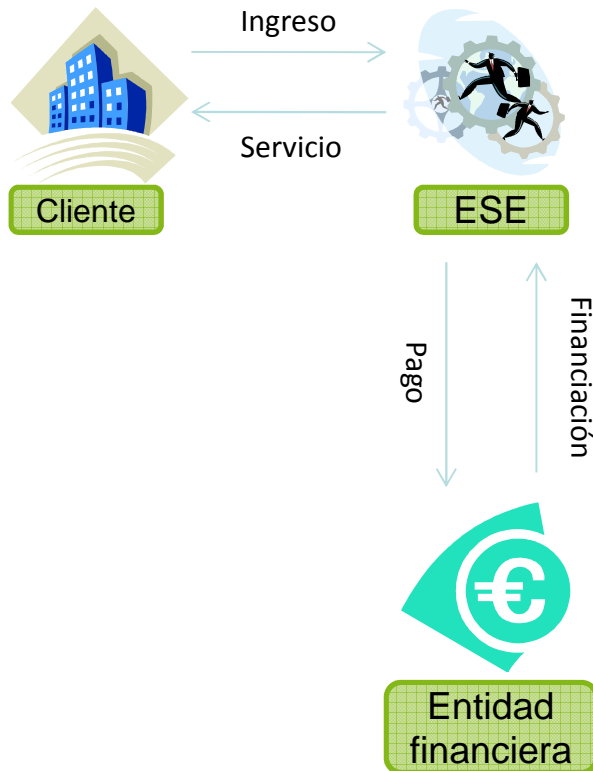 Ingreso
Servicio
Cliente
ESE
Pago
Financiación
€
Entidad
financiera